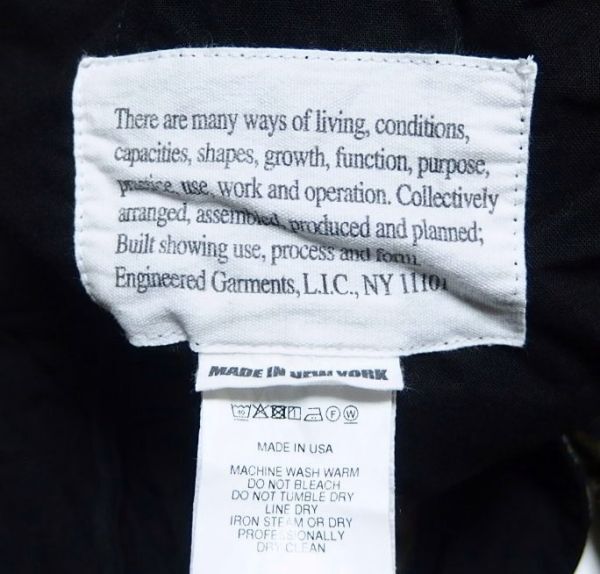 There are many ways of living, conditions,
capacities, shapes, growth, function, purpose,
practice, use, work and operation. Collectively
arranged, assembled, produced and planned;
Built showing use, process and form.
Engineered Garments, L.I.C., NY 11101
MADE IN NEW YORK
40 F W
MADE IN USA
MACHINE WASH WARM
DO NOT BLEACH
DO NOT TUMBLE DRY
LINE DRY
IRON STEAM OR DRY
PROFESSIONALLY
DRY CLEAN